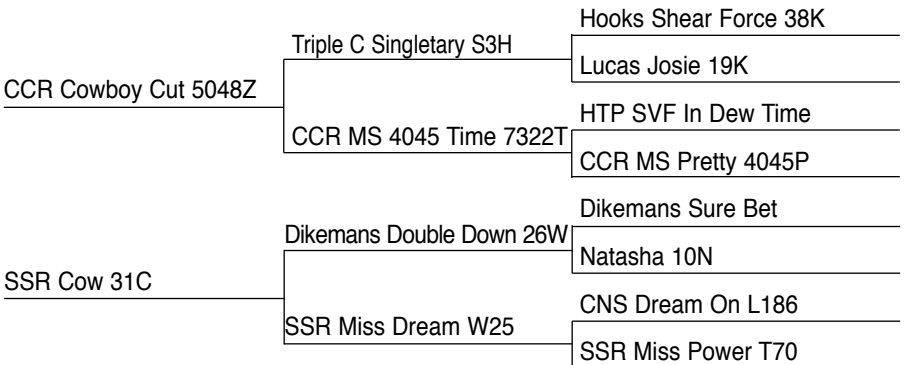 Hooks Shear Force 38K
Triple C Singletary S3H
Lucas Josie 19K
CCR Cowboy Cut 5048Z
HTP SVF In Dew Time
CCR MS 4045 Time 7322T
CCR MS Pretty 4045P
Dikemans Sure Bet
Dikemans Double Down 26W
Natasha 10N
SSR Cow 31C
CNS Dream On L186
SSR Miss Dream W25
SSR Miss Power T70